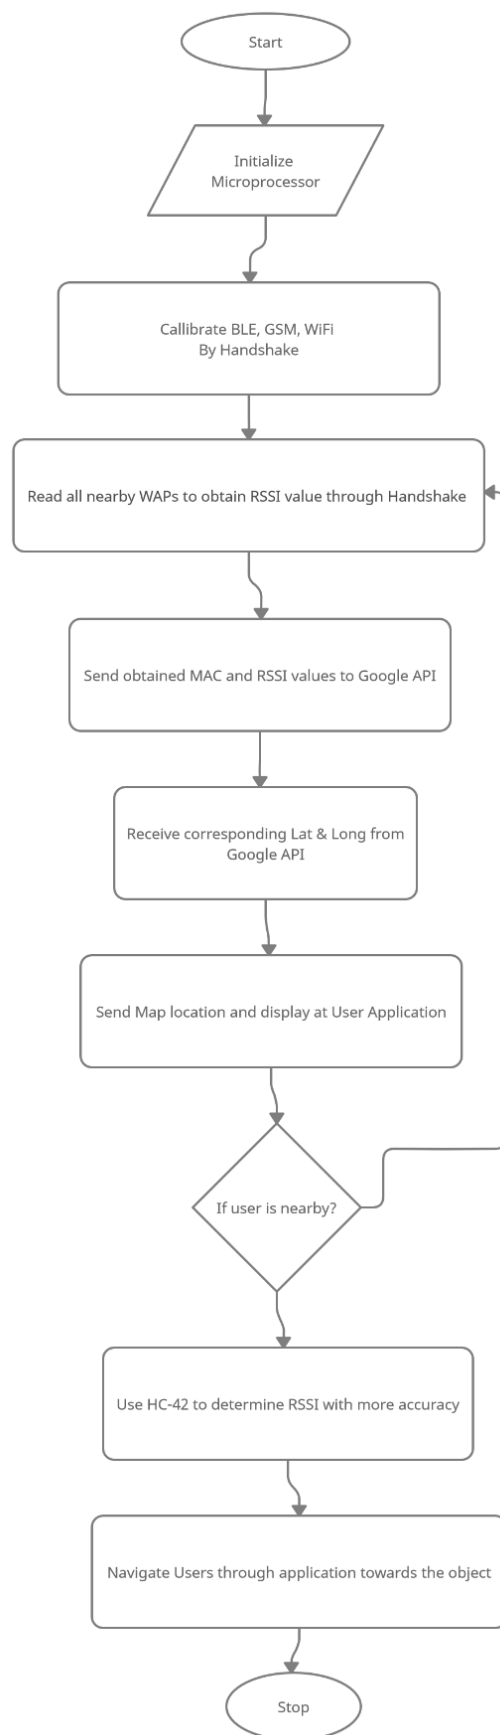 Start
Initialize
Microprocessor
Callibrate BLE, GSM, WiFi
By Handshake
Read all nearby WAPs to obtain RSSI value through Handshake
Send obtained MAC and RSSI values to Google API
Receive corresponding Lat & Long from
Google API
Send Map location and display at User Application
If user is nearby?
Use HC-42 to determine RSSI with more accuracy
Navigate Users through application towards the object
Stop